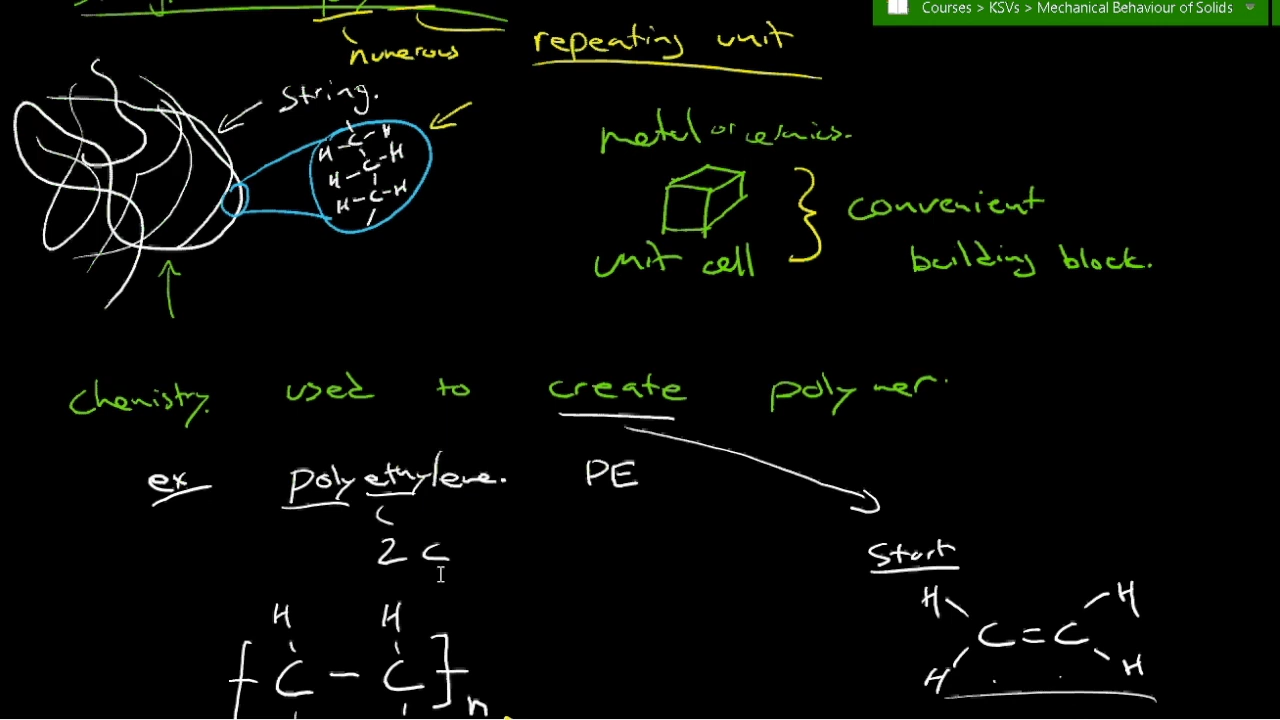 Courses > KSVs > Mechanical Behaviour of Solids
numerous
repeating unit
String.
H C H
H C H
H C H
metal or ceramics.
unit cell
convenient
building block.
chemistry used to create polymer.
ex polyethylene. PE
2 C
Start
H H
C = C
H H
H H
[ C - C ] n